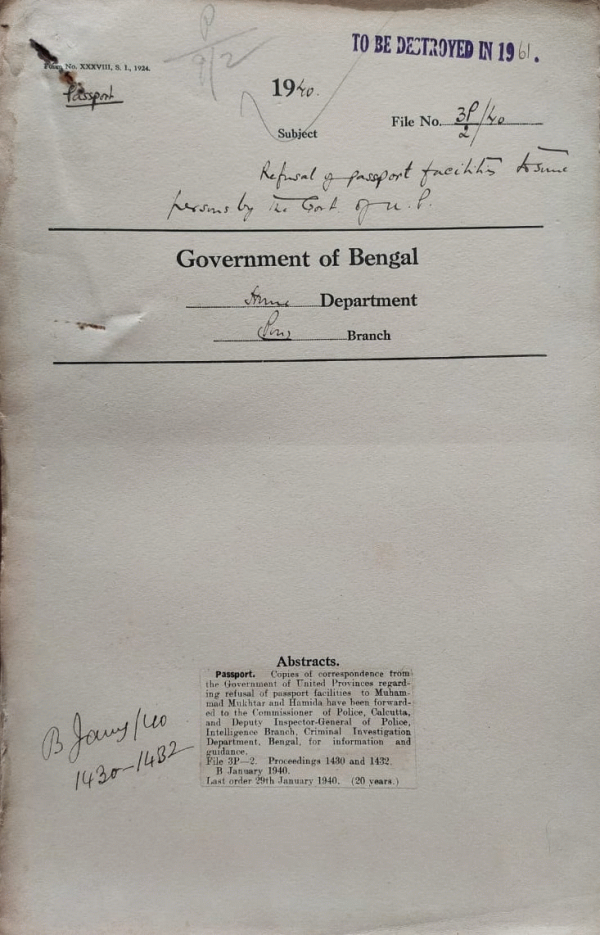 P
9/2
TO BE DESTROYED IN 1961.
Form No. XXXVIII, S. I., 1924.
Passport
1940.
Subject
File No. 3P/2/40
Refusal of passport facilities to some
persons by the Govt. of U. P.
Government of Bengal
Home Department
Branch
Abstracts.
Passport. Copies of correspondence from
the Government of United Provinces regard-
ing refusal of passport facilities to Muham-
mad Mukhtar and Hamida have been forward-
ed to the Commissioner of Police, Calcutta,
and Deputy Inspector-General of Police,
Intelligence Branch, Criminal Investigation
Department, Bengal, for information and
guidance.
File 3P—2. Proceedings 1430 and 1432.
B January 1940.
Last order 29th January 1940. (20 years.)
B Jany/40
1430-1432